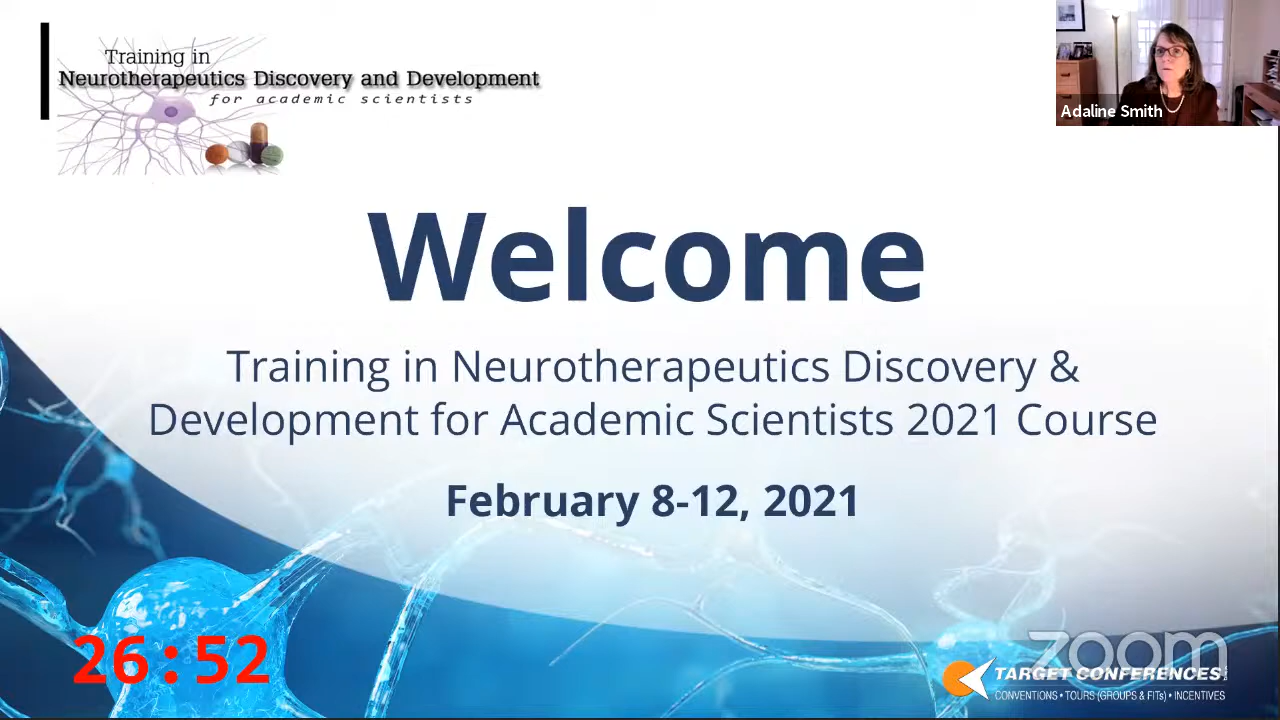 Training in
Neurotherapeutics Discovery and Development
for academic scientists
Adaline Smith
Welcome
Training in Neurotherapeutics Discovery &
Development for Academic Scientists 2021 Course
February 8-12, 2021
26:52
zoom
TARGET CONFERENCES
CONVENTIONS • TOURS (GROUPS & FITs) • INCENTIVES